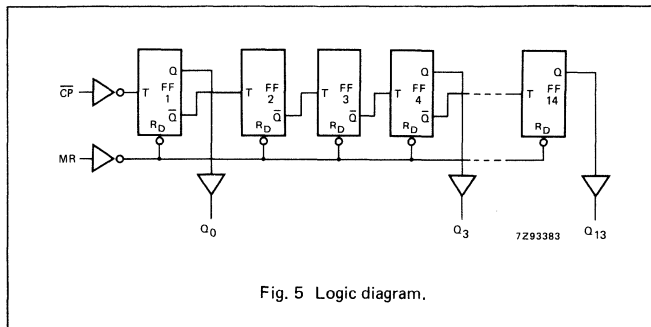 Q Q Q
CP T FF T FF T FF T FF T FF
1 2 3 4 14
Q Q Q Q
RD RD RD RD RD
MR
Q0 Q3 7Z93383 Q13
Fig. 5 Logic diagram.